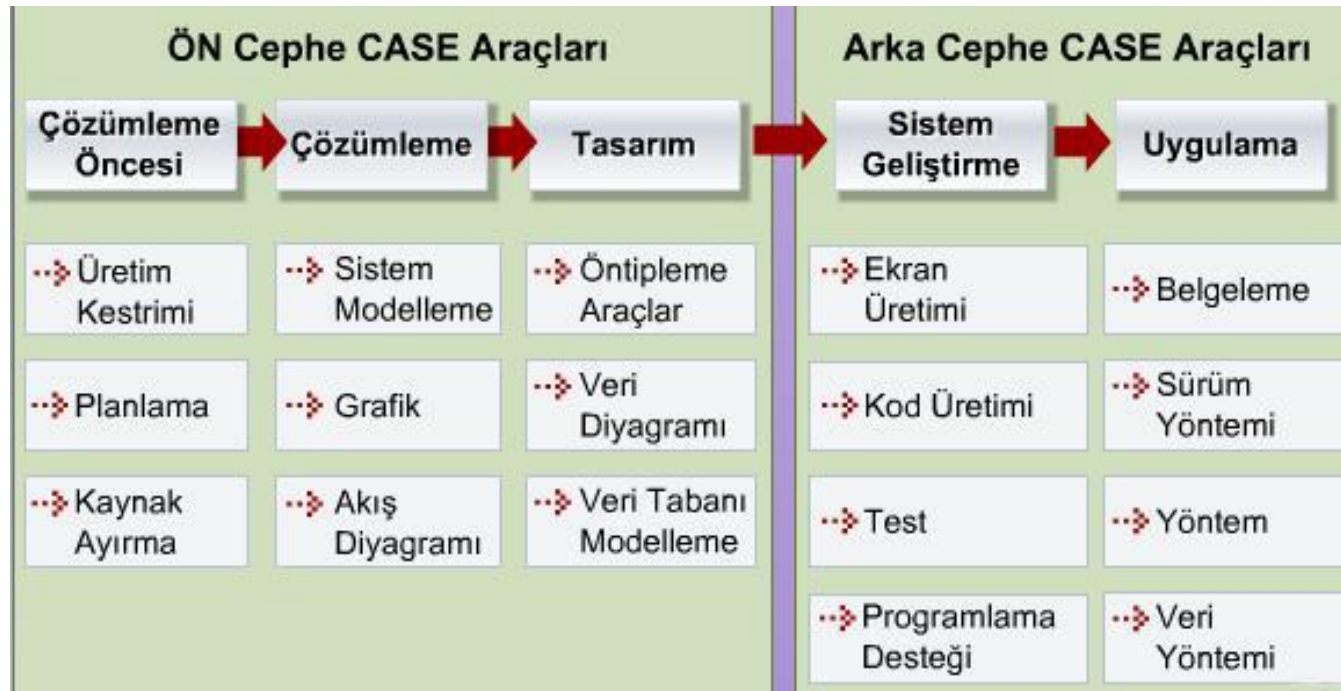 ÖN Cephe CASE Araçları
Çözümleme
Öncesi
Çözümleme
Tasarım
Üretim
Kestrimi
Sistem
Modelleme
Öntipleme
Araçlar
Planlama
Grafik
Veri
Diyagramı
Kaynak
Ayırma
Akış
Diyagramı
Veri Tabanı
Modelleme
Arka Cephe CASE Araçları
Sistem
Geliştirme
Uygulama
Ekran
Üretimi
Belgeleme
Kod Üretimi
Sürüm
Yöntemi
Test
Yöntem
Programlama
Desteği
Veri
Yöntemi